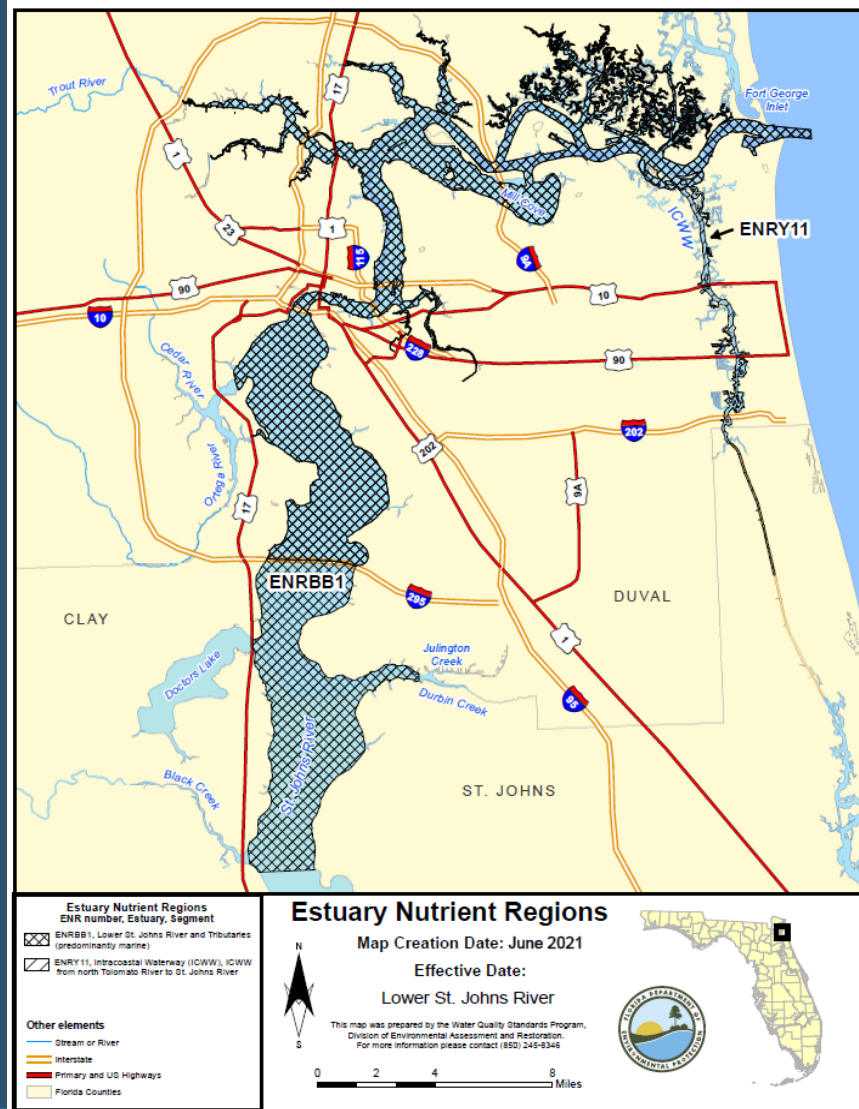 Trout River
17
Fort George
Inlet
1
Mill Cove
ICWW
ENRY11
23
1
115
9A
90
10
10
90
228
Cedar River
Ortega River
202
202
17
9A
ENRBB1
295
CLAY
DUVAL
Doctors Lake
Julington
Creek
Durbin Creek
1
95
St. Johns River
Black Creek
ST. JOHNS
Estuary Nutrient Regions
ENR number, Estuary, Segment
ENRBB1, Lower St. Johns River and Tributaries
(predominantly marine)
ENRY11, Intracoastal Waterway (ICWW), ICWW
from north Tolomato River to St. Johns River
Other elements
Stream or River
Interstate
Primary and US Highways
Florida Counties
Estuary Nutrient Regions
Map Creation Date: June 2021
Effective Date:
Lower St. Johns River
This map was prepared by the Water Quality Standards Program,
Division of Environmental Assessment and Restoration.
For more information please contact (850) 245-8346
N
S
0 2 4 8
Miles
FLORIDA DEPARTMENT OF
ENVIRONMENTAL PROTECTION